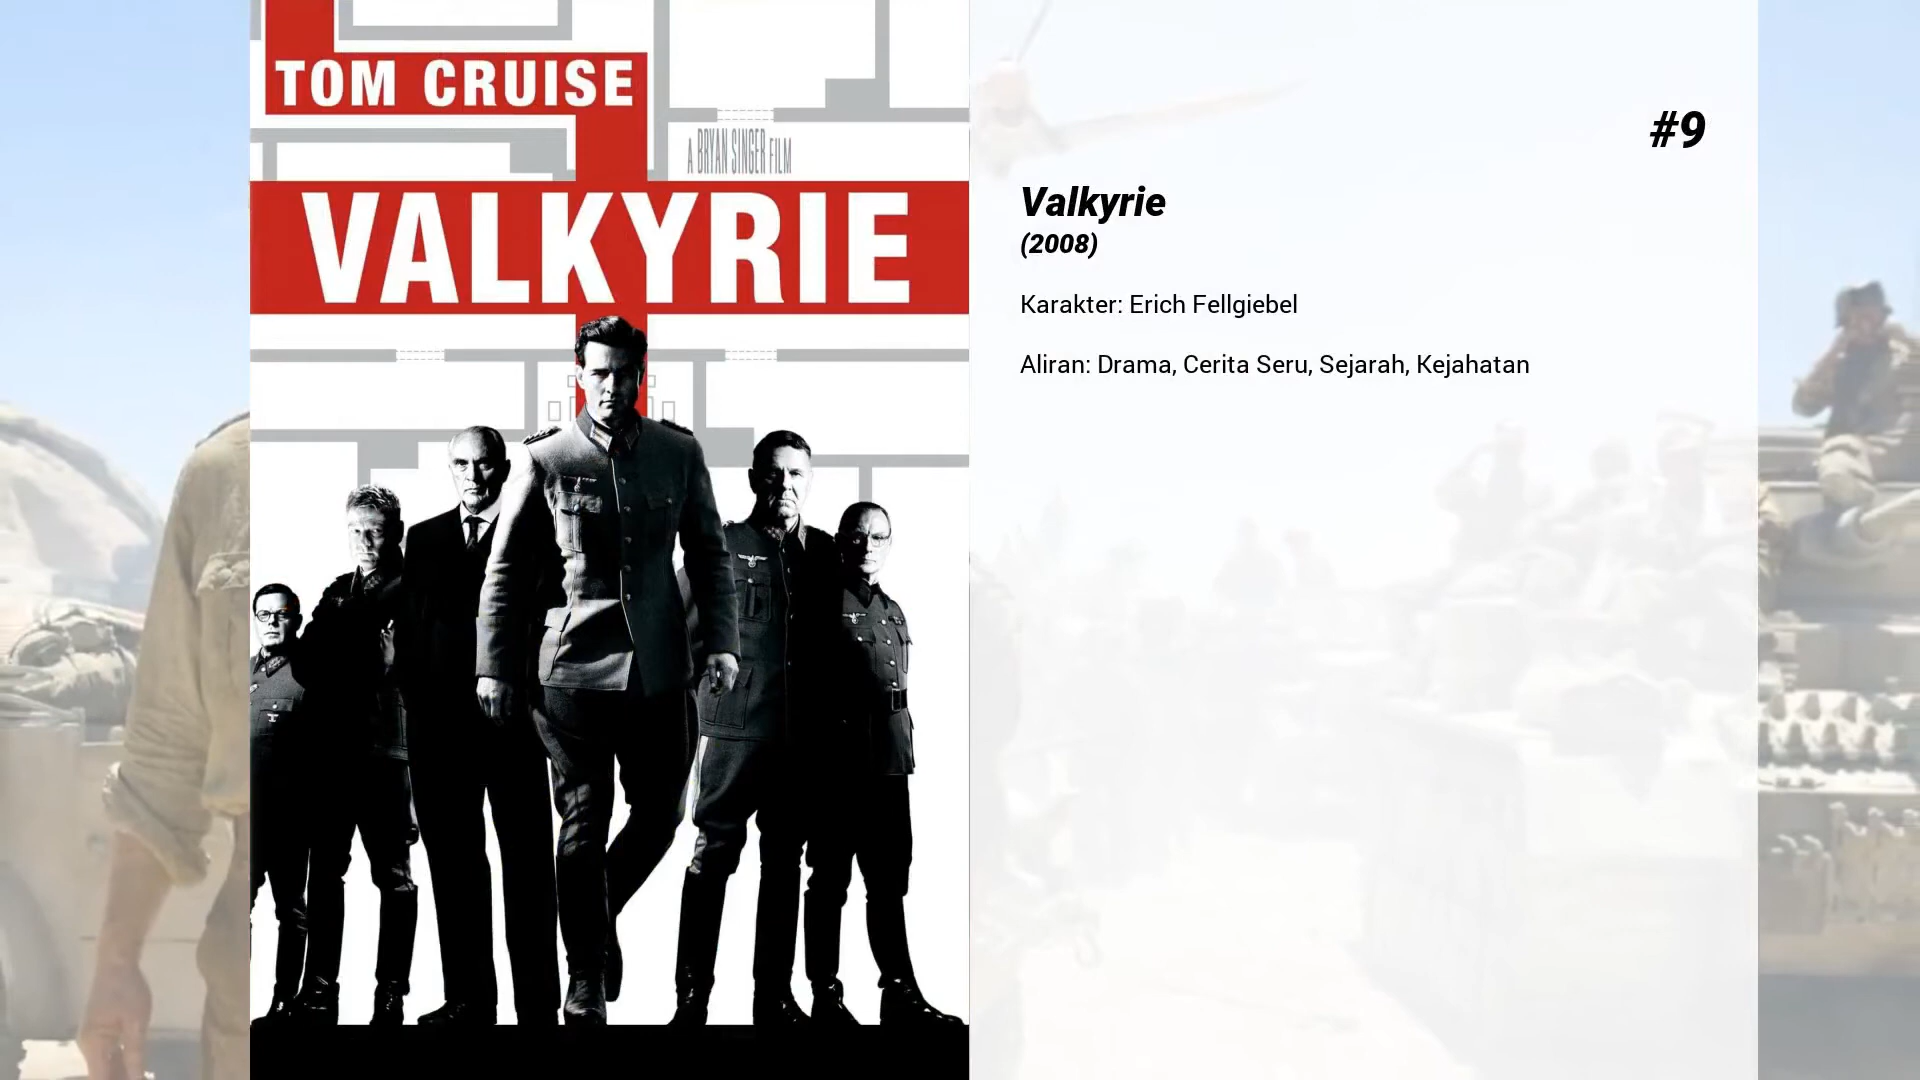 TOM CRUISE
A BRYAN SINGER FILM
VALKYRIE
#9
Valkyrie
(2008)
Karakter: Erich Fellgiebel
Aliran: Drama, Cerita Seru, Sejarah, Kejahatan